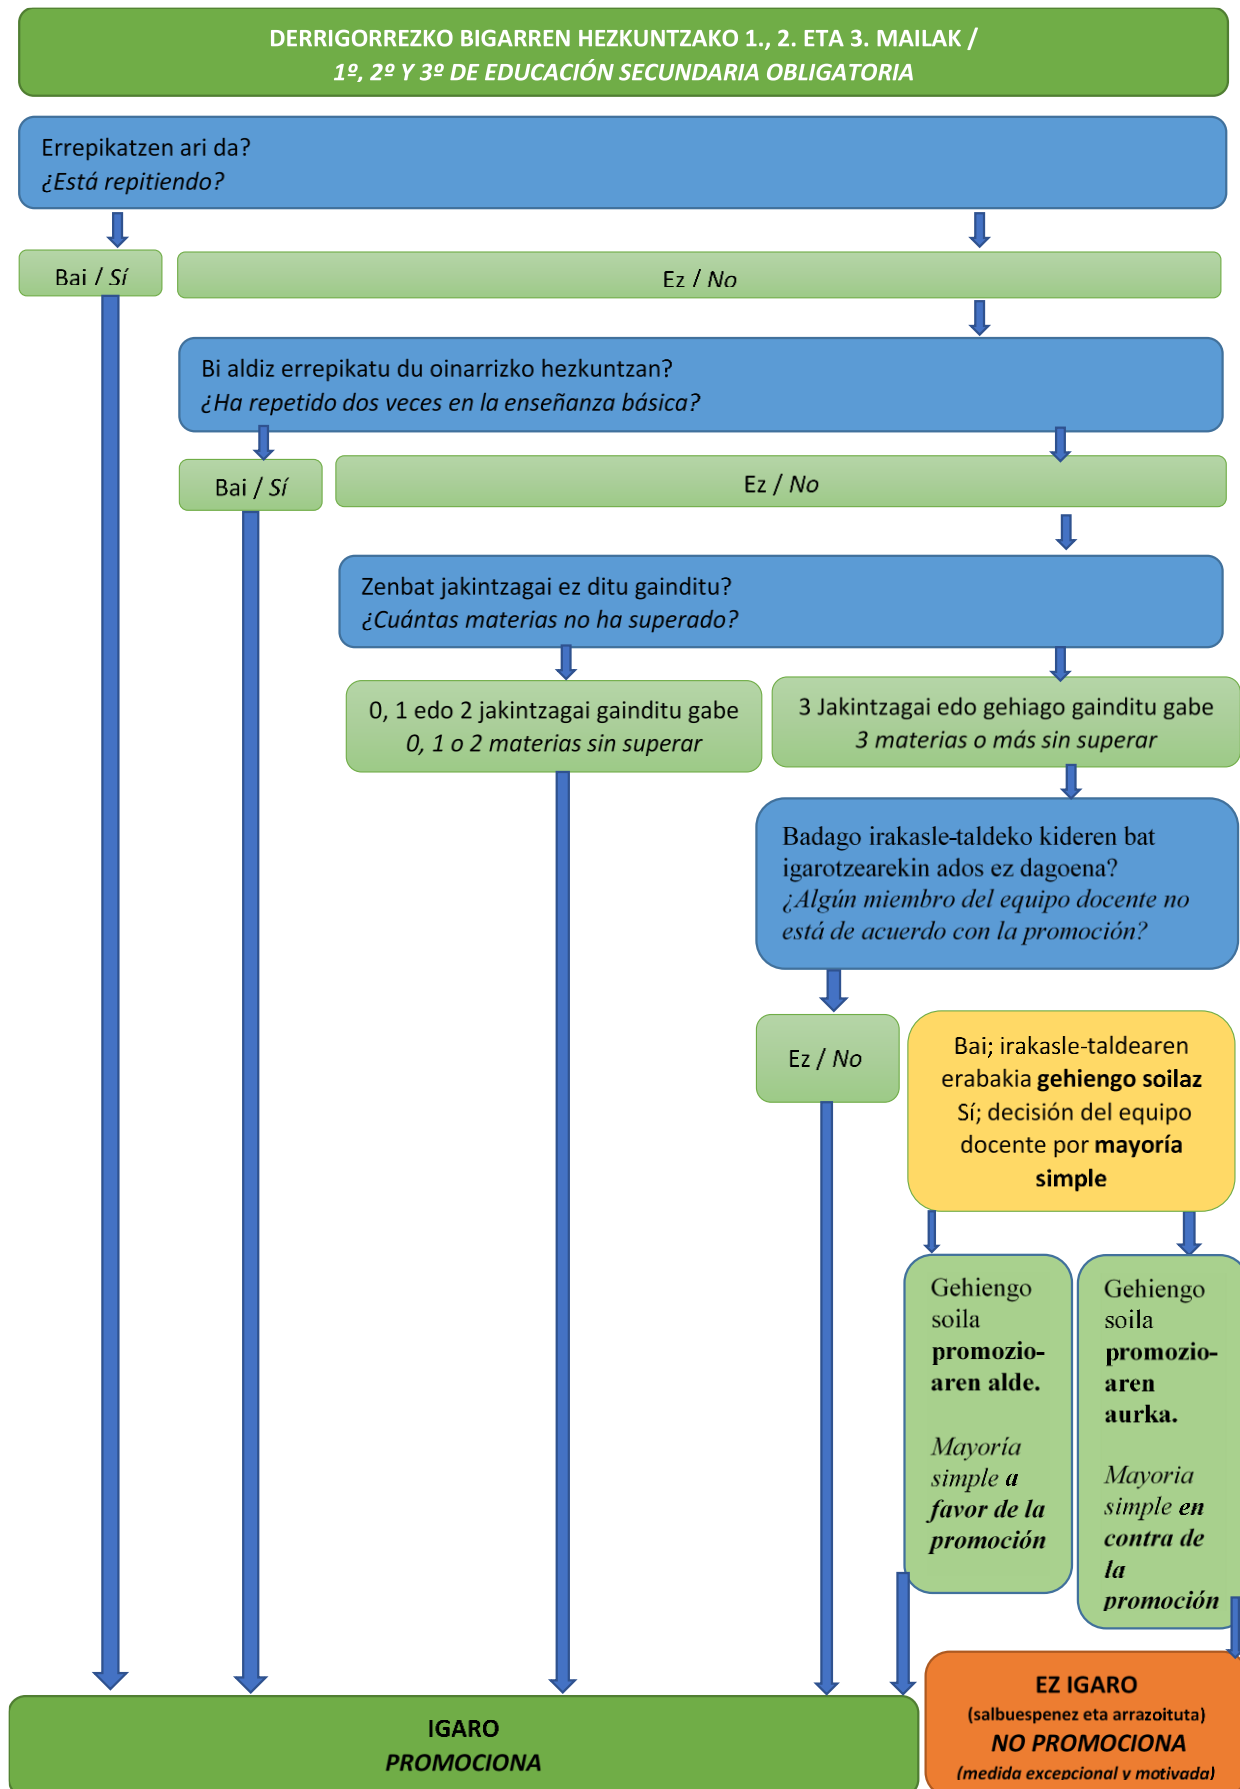 DERRIGORREZKO BIGARREN HEZKUNTZAKO 1., 2. ETA 3. MAILAK /
1º, 2º Y 3º DE EDUCACIÓN SECUNDARIA OBLIGATORIA
Errepikatzen ari da?
¿Está repitiendo?
Bai / Sí
Ez / No
Bi aldiz errepikatu du oinarrizko hezkuntzan?
¿Ha repetido dos veces en la enseñanza básica?
Bai / Sí
Ez / No
Zenbat jakintzagai ez ditu gainditu?
¿Cuántas materias no ha superado?
0, 1 edo 2 jakintzagai gainditu gabe
0, 1 o 2 materias sin superar
3 Jakintzagai edo gehiago gainditu gabe
3 materias o más sin superar
Badago irakasle-taldeko kideren bat
igarotzearekin ados ez dagoena?
¿Algún miembro del equipo docente no
está de acuerdo con la promoción?
Ez / No
Bai; irakasle-taldearen
erabakia gehiengo soilaz
Sí; decisión del equipo
docente por mayoría
simple
Gehiengo
soila
promozio-
aren alde.
Mayoría
simple a
favor de la
promoción
Gehiengo
soila
promozio-
aren
aurka.
Mayoria
simple en
contra de
la
promoción
IGARO
PROMOCIONA
EZ IGARO
(salbuespenez eta arrazoituta)
NO PROMOCIONA
(medida excepcional y motivada)